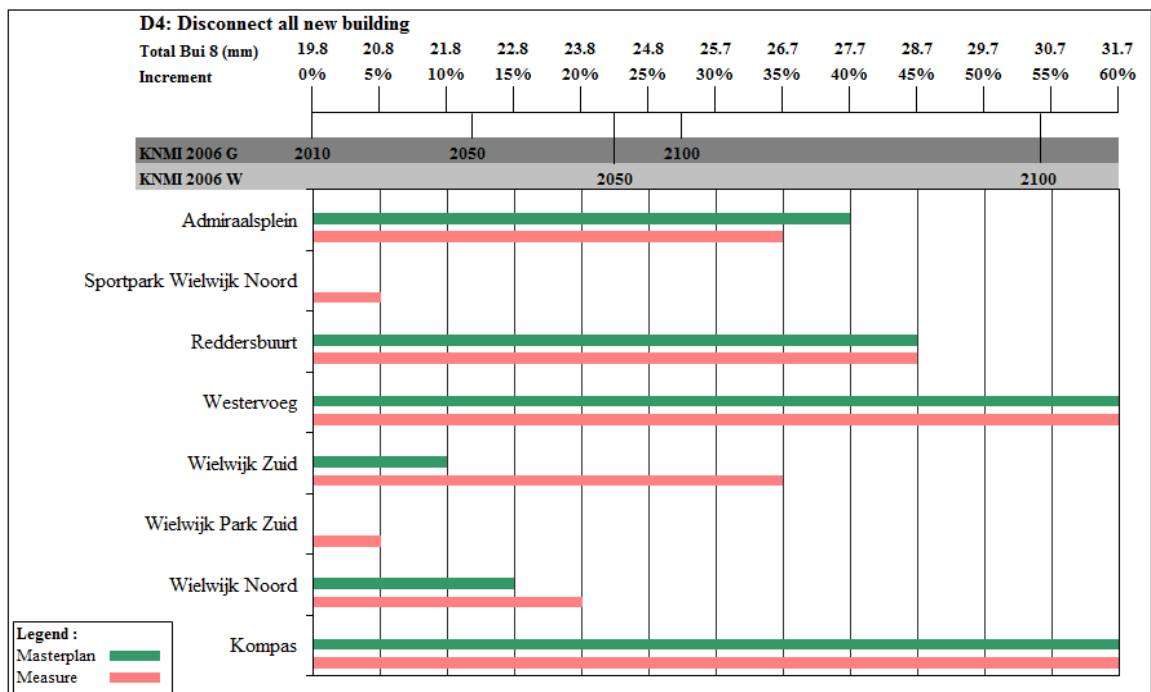 D4: Disconnect all new building
Total Bui 8 (mm) 19.8 20.8 21.8 22.8 23.8 24.8 25.7 26.7 27.7 28.7 29.7 30.7 31.7
Increment 0% 5% 10% 15% 20% 25% 30% 35% 40% 45% 50% 55% 60%
KNMI 2006 G 2010 2050 2100
KNMI 2006 W 2050 2100
Admiraalsplein
Sportpark Wielwijk Noord
Reddersbuurt
Westervoeg
Wielwijk Zuid
Wielwijk Park Zuid
Wielwijk Noord
Kompas
Legend :
Masterplan
Measure